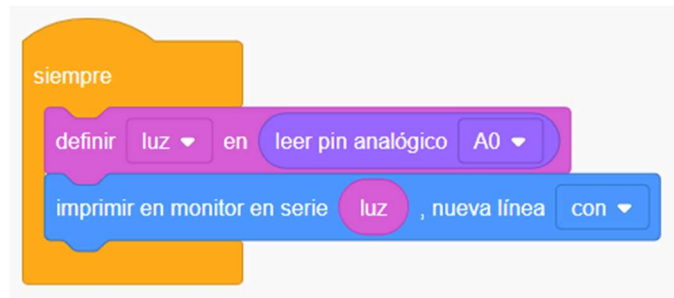 siempre
definir luz en leer pin analógico A0
imprimir en monitor en serie luz , nueva línea con